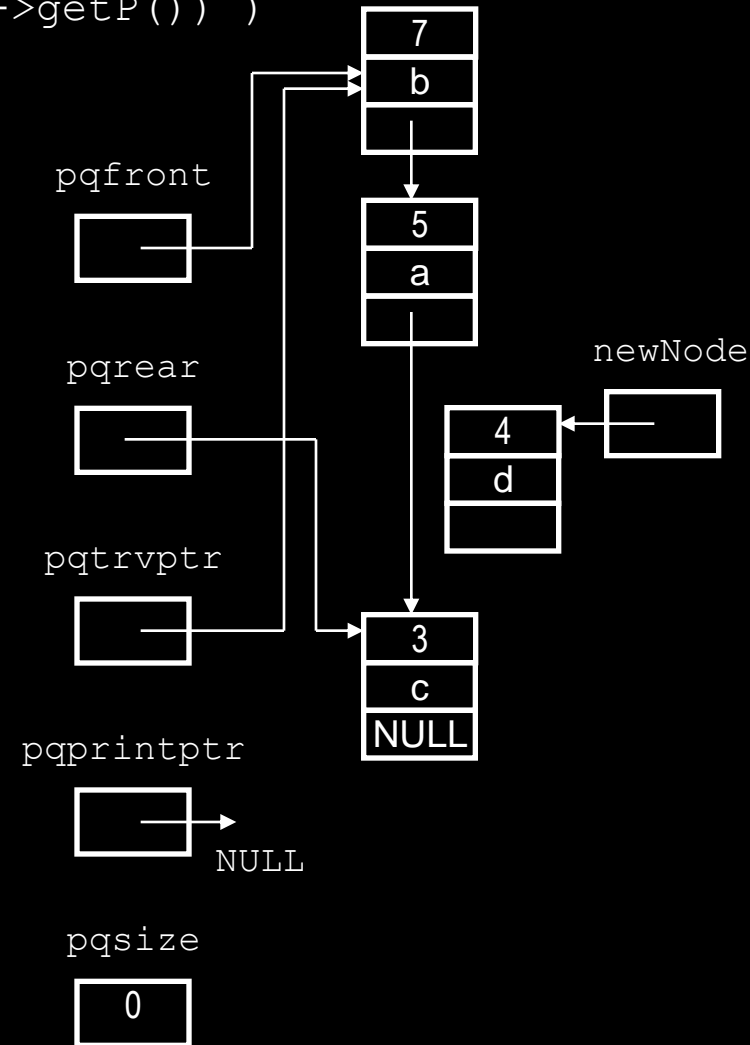 ->getP()) )
7
b
pqfront
5
a
newNode
pqrear
4
d
pqtrvptr
3
c
NULL
pqprintptr
NULL
pqsize
0